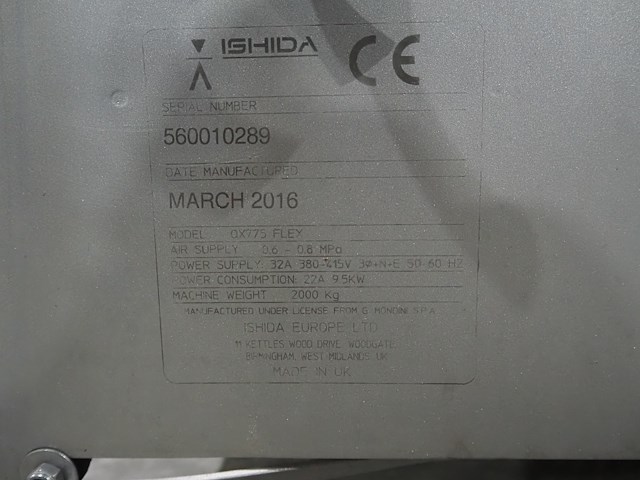 ISHIDA CE
SERIAL NUMBER
560010289
DATE MANUFACTURED
MARCH 2016
MODEL QX775 FLEX
AIR SUPPLY 0.6 - 0.8 MPa
POWER SUPPLY 32A 380-415V 3Ø+N+E 50-60 HZ
POWER CONSUMPTION: 22A 9.5KW
MACHINE WEIGHT 2000 Kg
MANUFACTURED UNDER LICENSE FROM G. MONDINI S.P.A
ISHIDA EUROPE LTD
11 KETTLES WOOD DRIVE, WOODGATE,
BIRMINGHAM, WEST MIDLANDS, UK
MADE IN UK